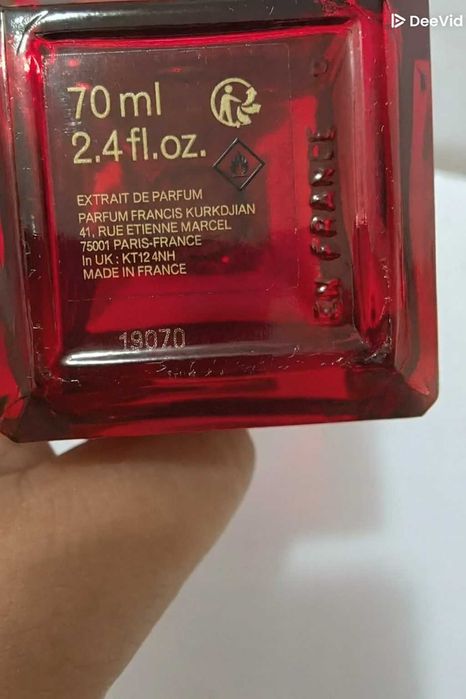 DeeVid
70 ml
2.4 fl.oz.
EXTRAIT DE PARFUM
PARFUM FRANCIS KURKDJIAN
41, RUE ETIENNE MARCEL
75001 PARIS-FRANCE
In UK : KT12 4NH
MADE IN FRANCE
19070
EN FRANCE